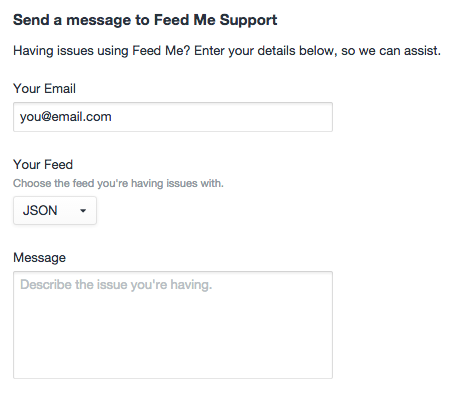 Send a message to Feed Me Support
Having issues using Feed Me? Enter your details below, so we can assist.
Your Email
you@email.com
Your Feed
Choose the feed you're having issues with.
JSON
Message
Describe the issue you're having.